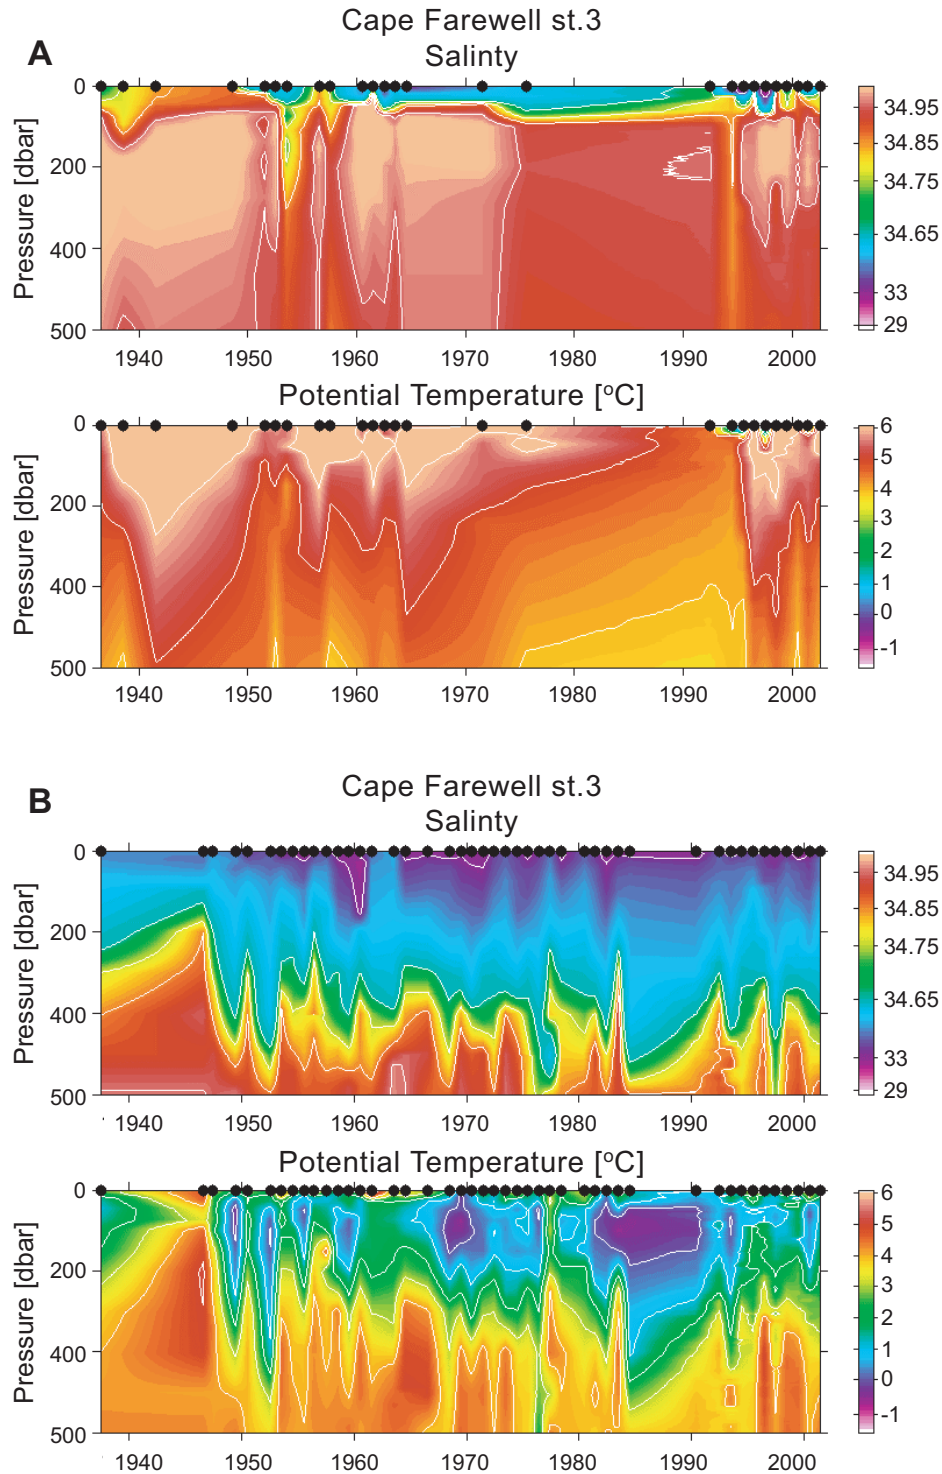 Cape Farewell st.3
A
Salinty
Pressure [dbar]
0
200
400
500
1940 1950 1960 1970 1980 1990 2000
34.95
34.85
34.75
34.65
33
29
Potential Temperature [°C]
Pressure [dbar]
0
200
400
500
1940 1950 1960 1970 1980 1990 2000
6
5
4
3
2
1
0
-1
Cape Farewell st.3
B
Salinty
Pressure [dbar]
0
200
400
500
1940 1950 1960 1970 1980 1990 2000
34.95
34.85
34.75
34.65
33
29
Potential Temperature [°C]
Pressure [dbar]
0
200
400
500
1940 1950 1960 1970 1980 1990 2000
6
5
4
3
2
1
0
-1